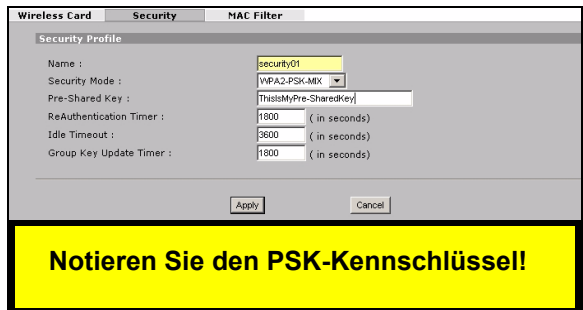 Wireless Card Security MAC Filter
Security Profile
Name : security01
Security Mode : WPA2-PSK-MIX
Pre-Shared Key : ThisIsMyPre-SharedKey
ReAuthentication Timer : 1800 ( in seconds)
Idle Timeout : 3600 ( in seconds)
Group Key Update Timer : 1800 ( in seconds)
Apply Cancel
Notieren Sie den PSK-Kennschlüssel!